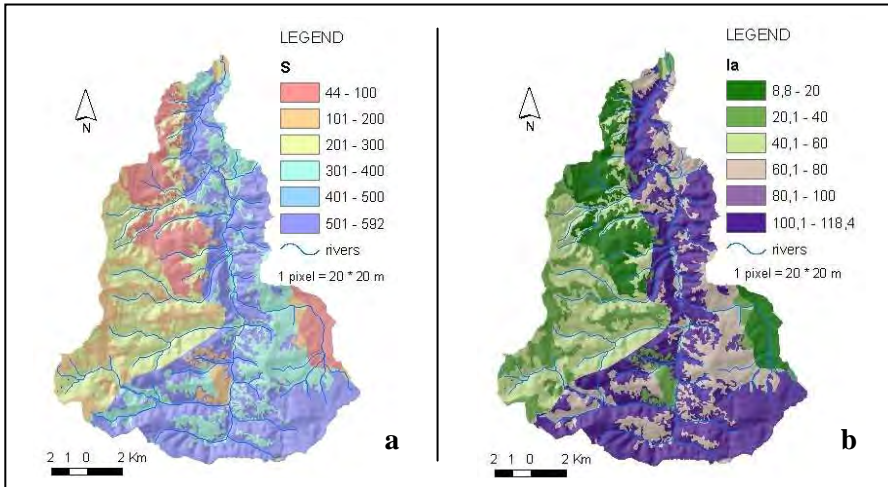 LEGEND
S
44 - 100
101 - 200
201 - 300
301 - 400
401 - 500
501 - 592
rivers
1 pixel = 20 * 20 m
N
2 1 0 2 Km
a
LEGEND
Ia
8,8 - 20
20,1 - 40
40,1 - 60
60,1 - 80
80,1 - 100
100,1 - 118,4
rivers
1 pixel = 20 * 20 m
N
2 1 0 2 Km
b